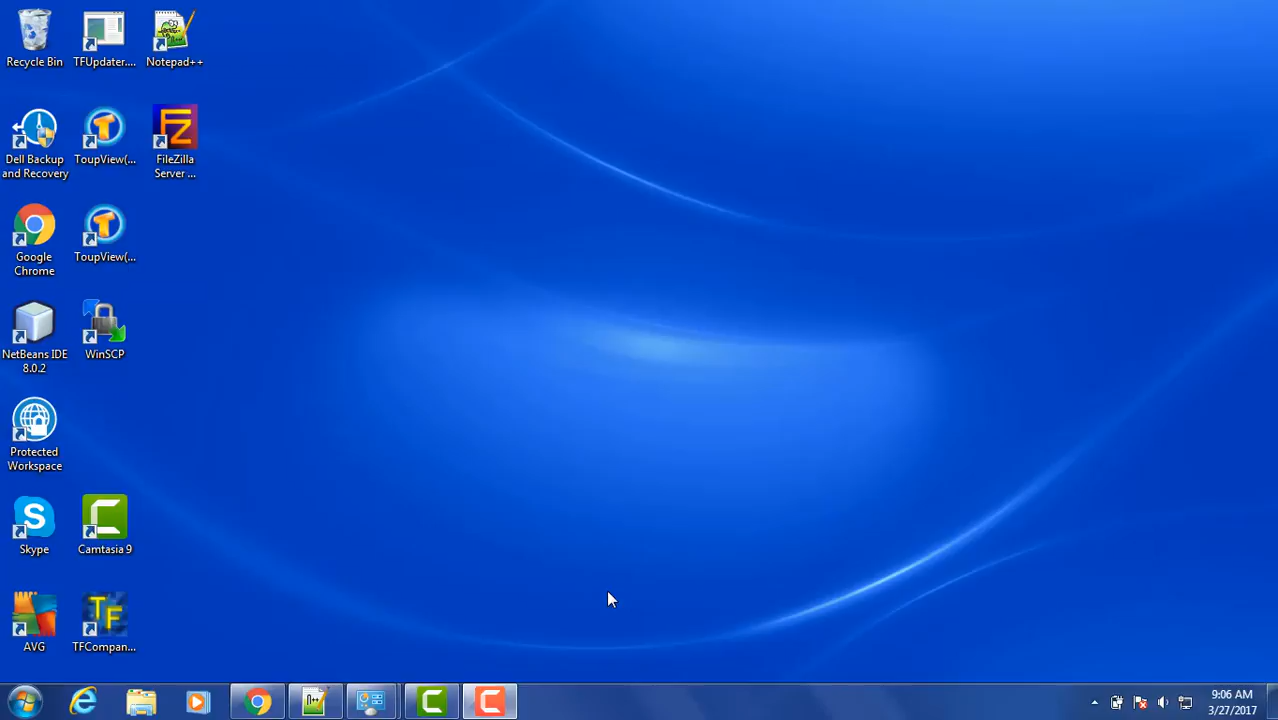 Recycle Bin
TFUpdater....
Notepad++
Dell Backup
and Recovery
ToupView(...
FileZilla
Server ...
Google
Chrome
ToupView(...
NetBeans IDE
8.0.2
WinSCP
Protected
Workspace
Skype
Camtasia 9
AVG
TFCompan...
9:06 AM
3/27/2017